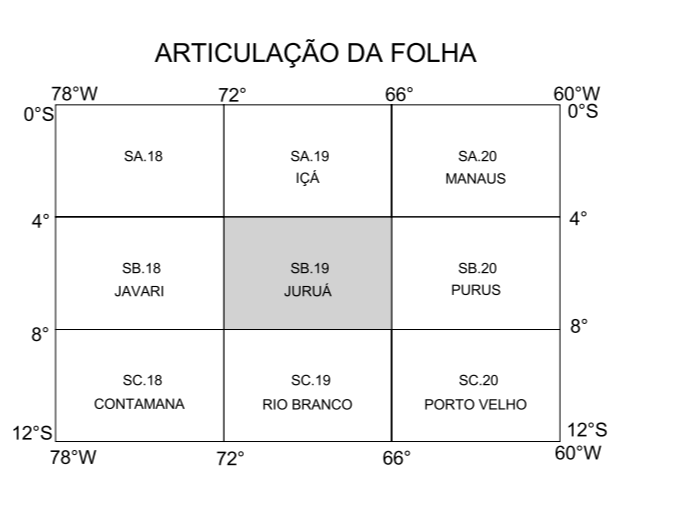 ARTICULAÇÃO DA FOLHA
78°W 72° 66° 60°W
0°S 0°S
SA.18 SA.19 SA.20
IÇÁ MANAUS
4° 4°
SB.18 SB.19 SB.20
JAVARI JURUÁ PURUS
8° 8°
SC.18 SC.19 SC.20
CONTAMANA RIO BRANCO PORTO VELHO
12°S 12°S
78°W 72° 66° 60°W